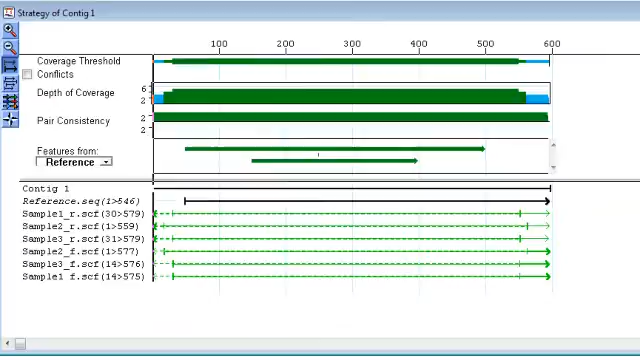 Strategy of Contig 1
100 200 300 400 500 600
Coverage Threshold
Conflicts
Depth of Coverage
6
2
Pair Consistency
2
2
Features from:
Reference
Contig 1
Reference.seq(1>546)
Sample1_r.scf(30>579)
Sample2_r.scf(1>559)
Sample3_r.scf(31>579)
Sample2_f.scf(1>577)
Sample3_f.scf(14>576)
Sample1_f.scf(14>575)